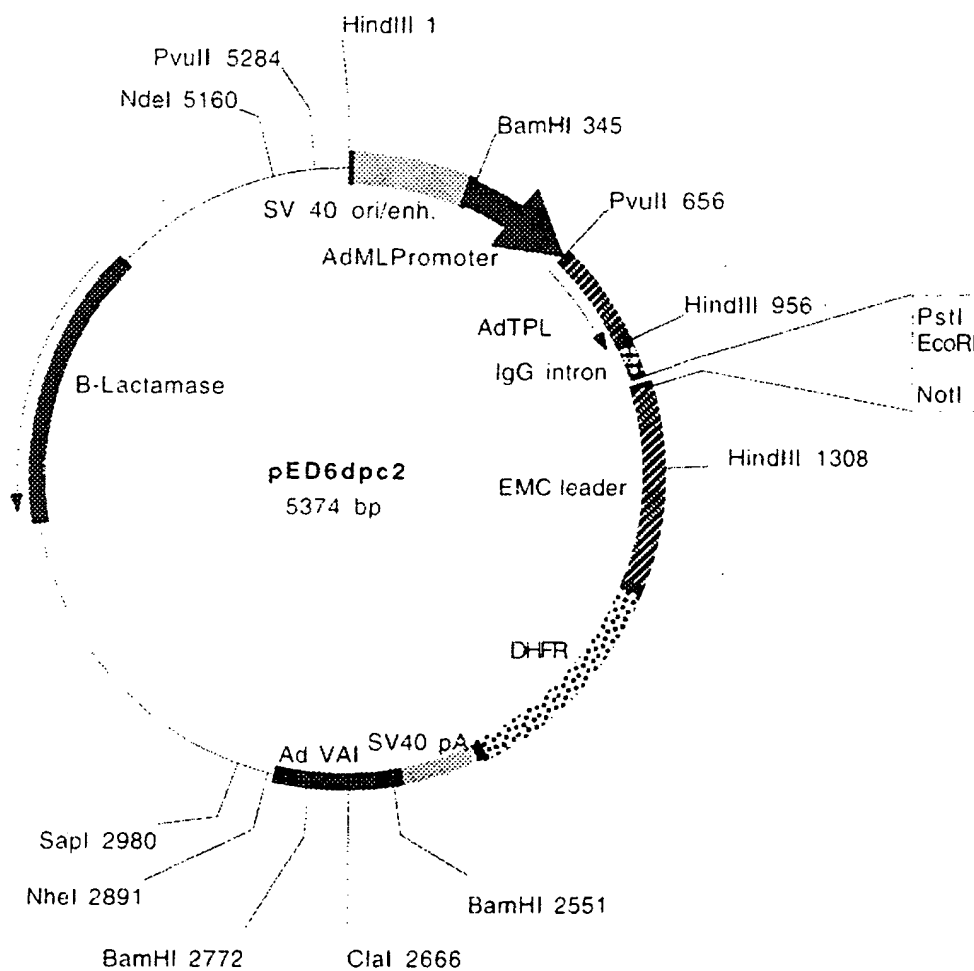 HindIII 1
PvuII 5284
NdeI 5160
BamHI 345
SV 40 ori/enh.
PvuII 656
AdMLPromoter
HindIII 956
PstI
EcoRI
AdTPL
IgG intron
NotI
B-Lactamase
HindIII 1308
pED6dpc2
EMC leader
5374 bp
DHFR
SV40 pA
Ad VAI
SapI 2980
NheI 2891
BamHI 2551
BamHI 2772
ClaI 2666